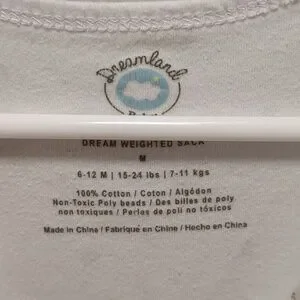 Dreamland
DREAM WEIGHTED SACK
M
6-12 M | 15-24 lbs | 7-11 kgs
100% Cotton / Coton / Algodón
Non-Toxic Poly beads / Des billes de poly
non toxiques / Perlas de poli no tóxicos
Made in China / Fabriqué en Chine / Hecho en China